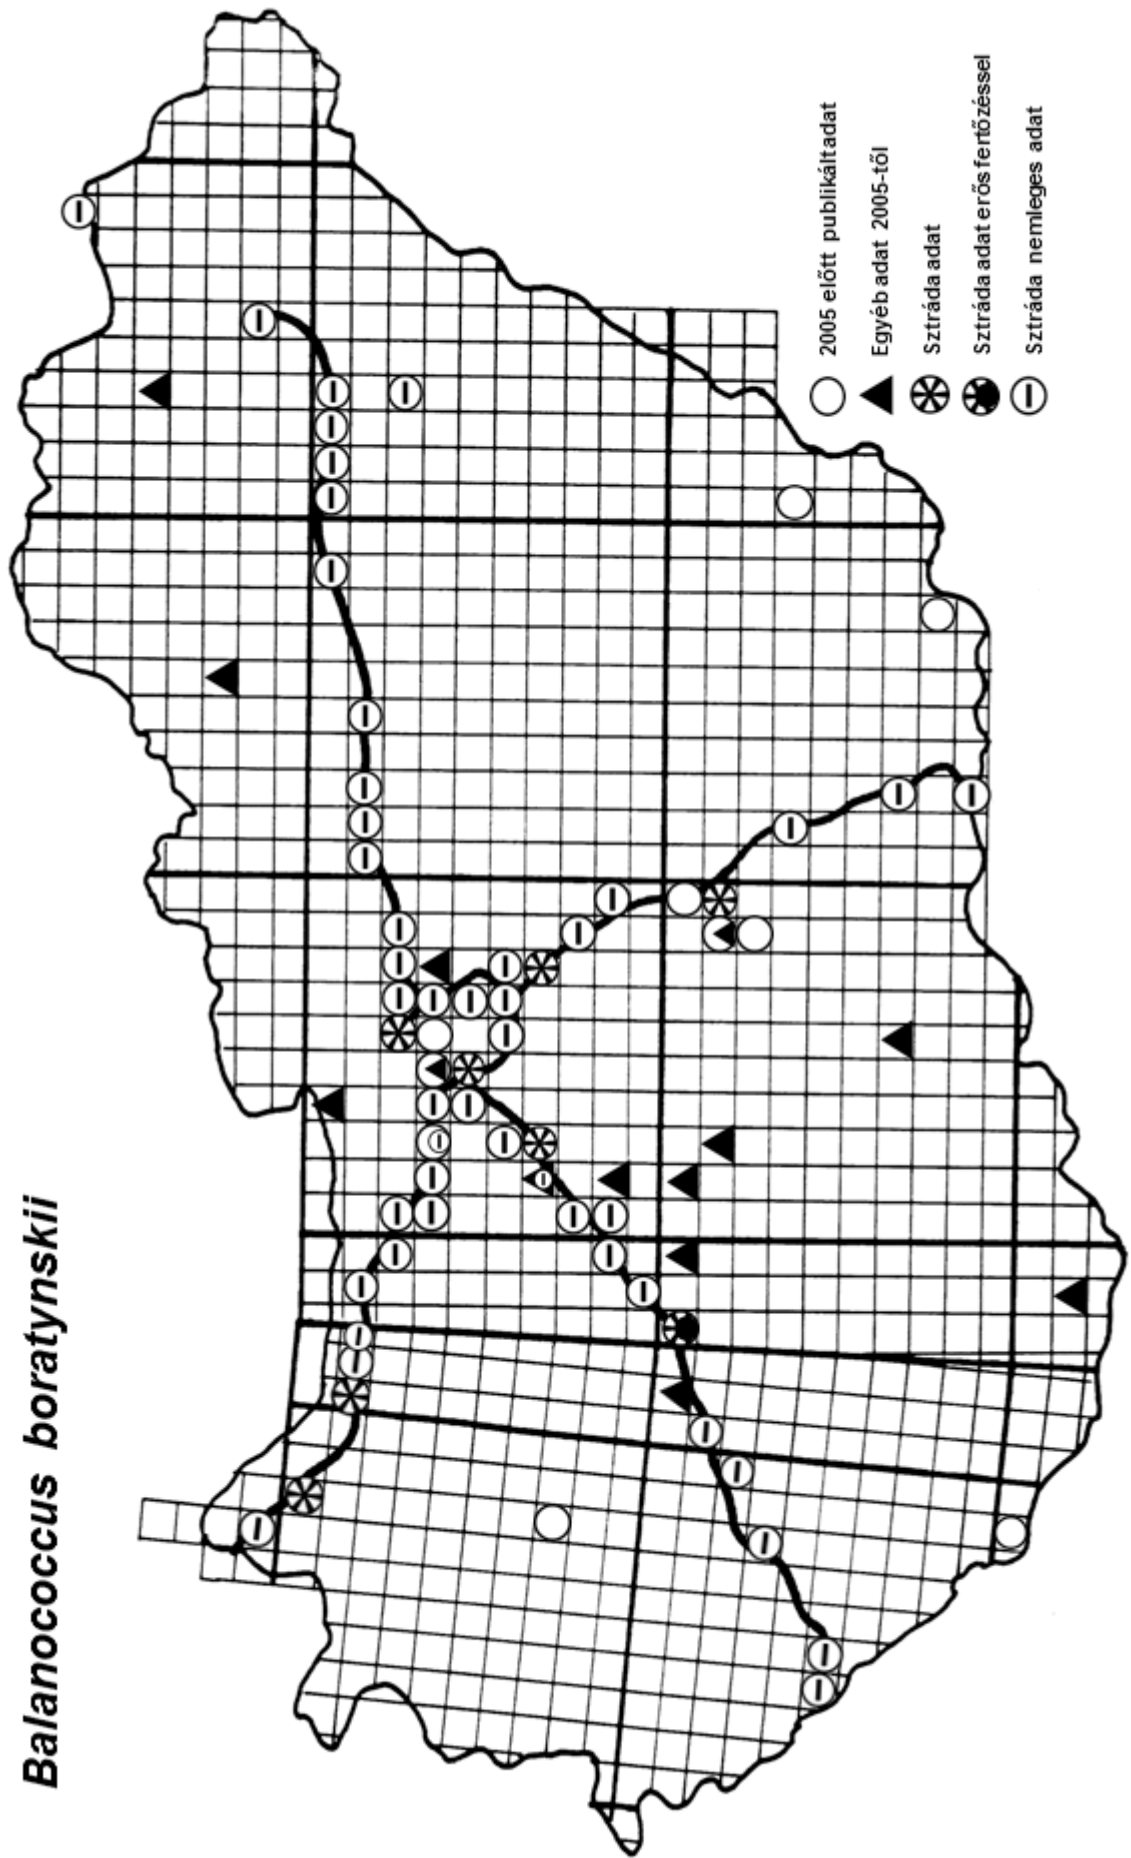 Balanococcus boratynskii
2005 előtt publikált adat
Egyéb adat 2005-től
Sztráda adat
Sztráda adat erős fertőzéssel
Sztráda nemleges adat